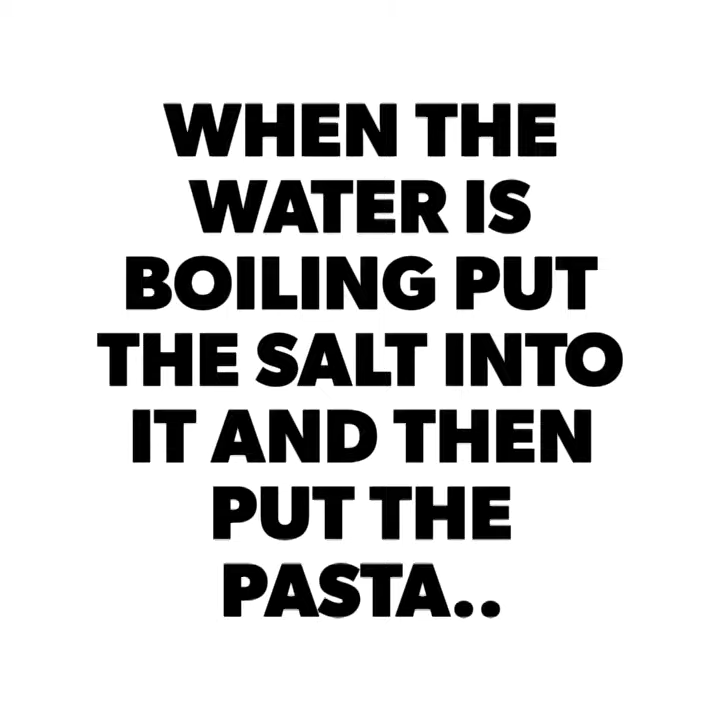 WHEN THE
WATER IS
BOILING PUT
THE SALT INTO
IT AND THEN
PUT THE
PASTA..